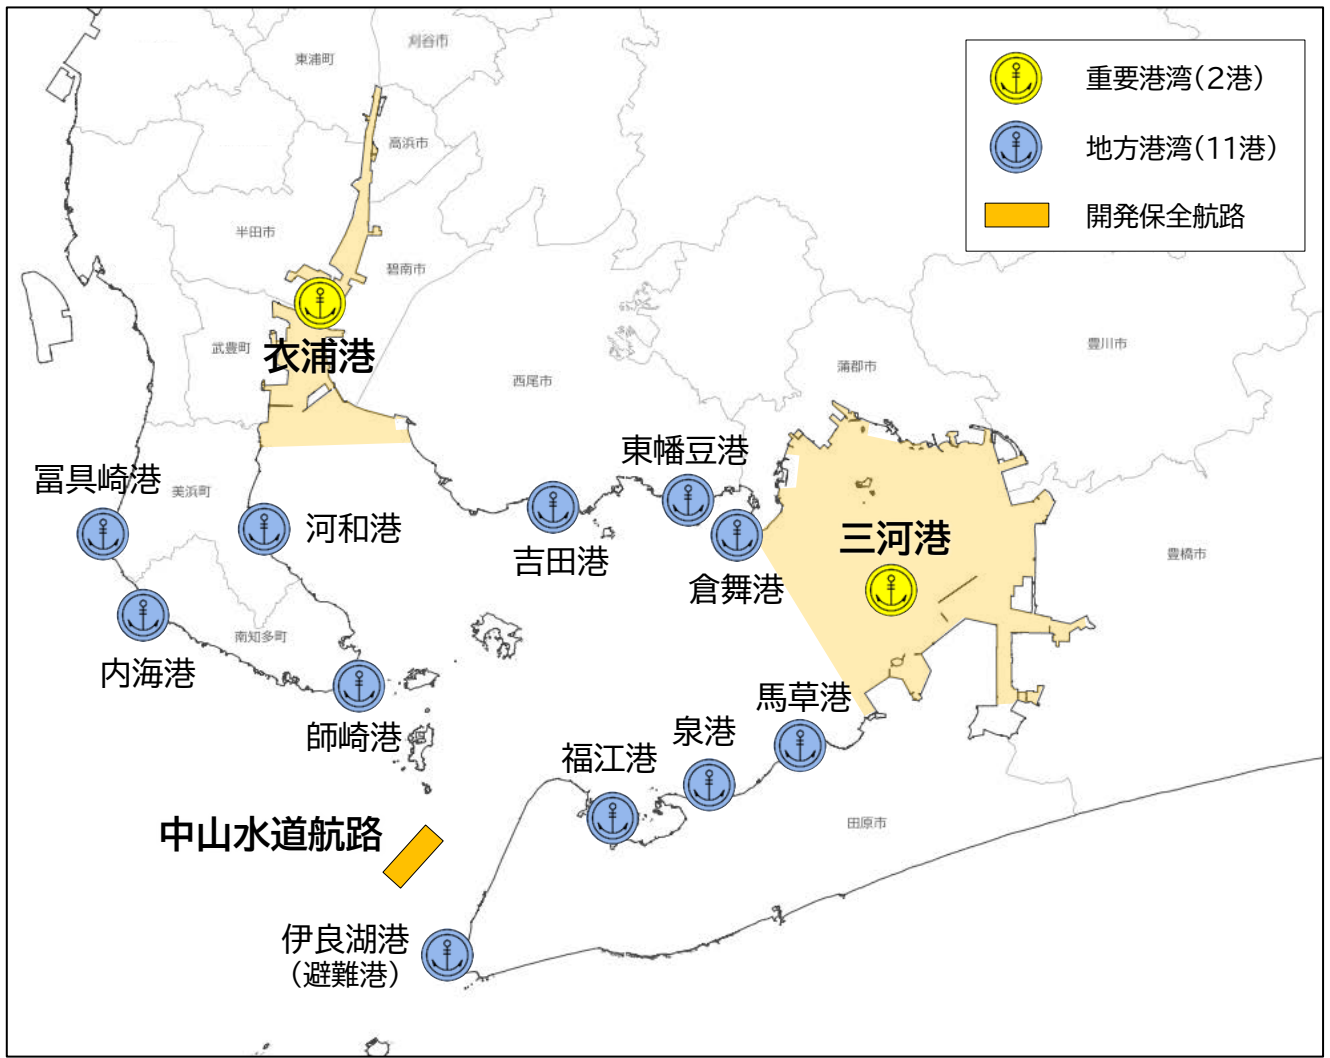 重要港湾(2港)
地方港湾(11港)
開発保全航路
刈谷市
東浦町
高浜市
半田市
碧南市
武豊町
衣浦港
西尾市
蒲郡市
豊川市
東幡豆港
冨具崎港
美浜町
河和港
吉田港
倉舞港
三河港
豊橋市
南知多町
内海港
師崎港
馬草港
泉港
福江港
中山水道航路
田原市
伊良湖港
(避難港)